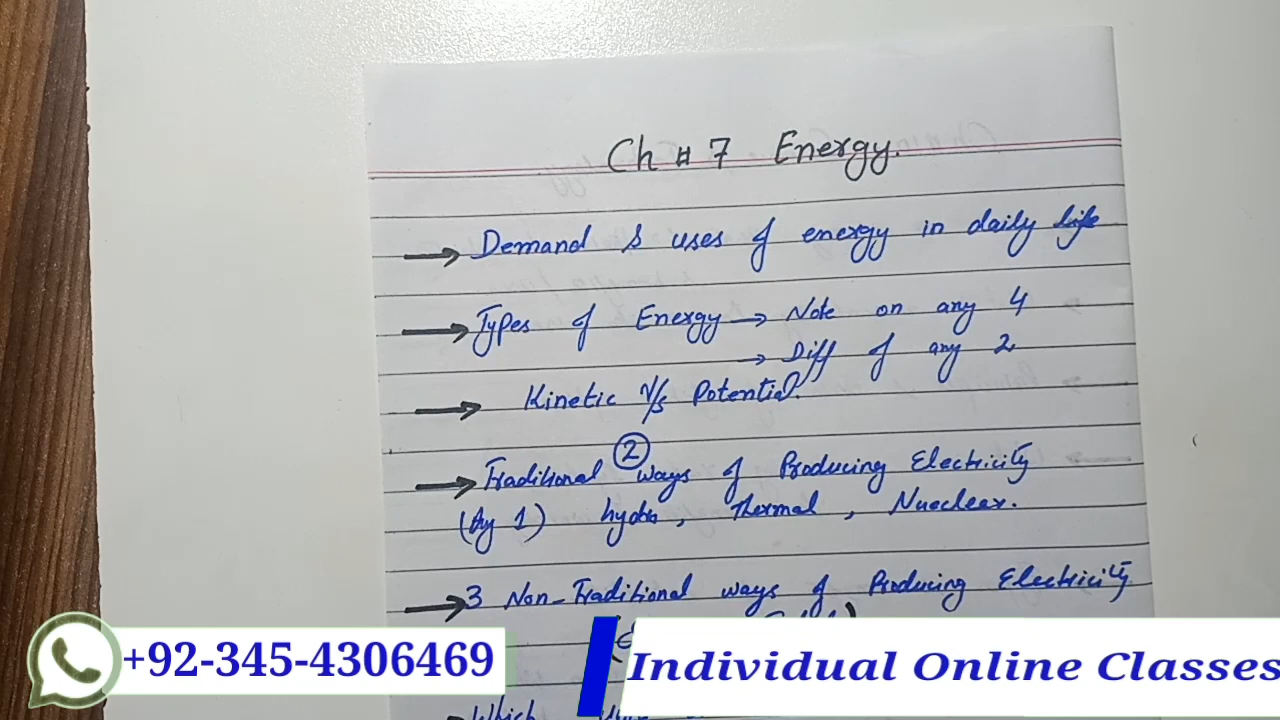 Ch # 7 Energy.
→ Demand & uses of energy in daily life
→ Types of Energy → Note on any 4
→ Diff of any 2
→ Kinetic v/s Potential.
2
→ Traditional ways of Producing Electricity
(Any 1) hydro, Thermal, Nuoclear.
→ 3 Non-Traditional ways of Producing Electricity
→ Which
+92-345-4306469
Individual Online Classes